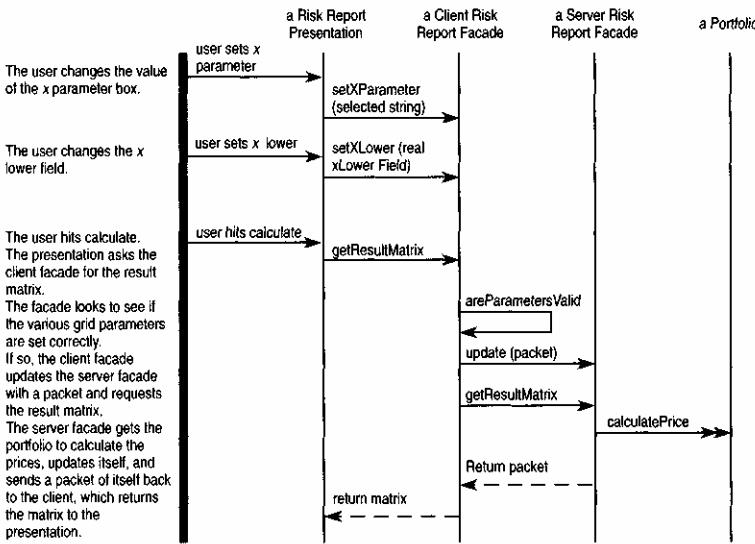 a Risk Report
Presentation
a Client Risk
Report Facade
a Server Risk
Report Facade
a Portfolio
The user changes the value
of the x parameter box.
user sets x
parameter
setXParameter
(selected string)
The user changes the x
lower field.
user sets x lower
setXLower (real
xLower Field)
The user hits calculate.
The presentation asks the
client facade for the result
matrix.
The facade looks to see if
the various grid parameters
are set correctly.
If so, the client facade
updates the server facade
with a packet and requests
the result matrix.
The server facade gets the
portfolio to calculate the
prices, updates itself, and
sends a packet of itself back
to the client, which returns
the matrix to the
presentation.
user hits calculate
getResultMatrix
areParametersValid
update (packet)
getResultMatrix
calculatePrice
Return packet
return matrix